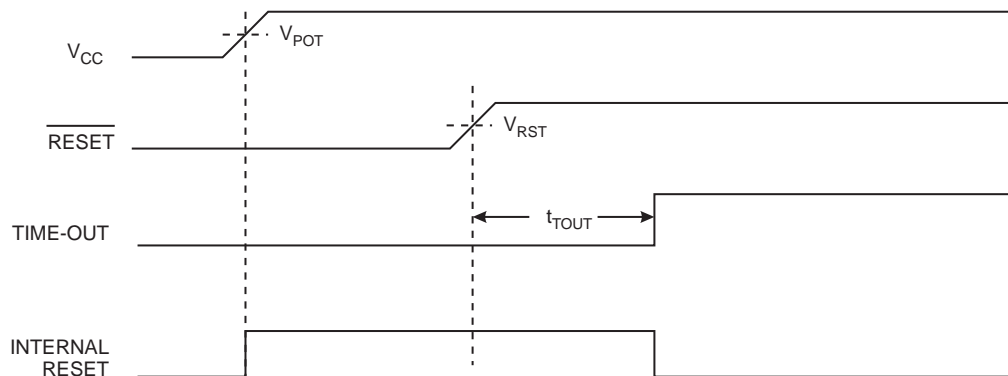 V_CC
V_POT
RESET
V_RST
TIME-OUT
t_TOUT
INTERNAL
RESET